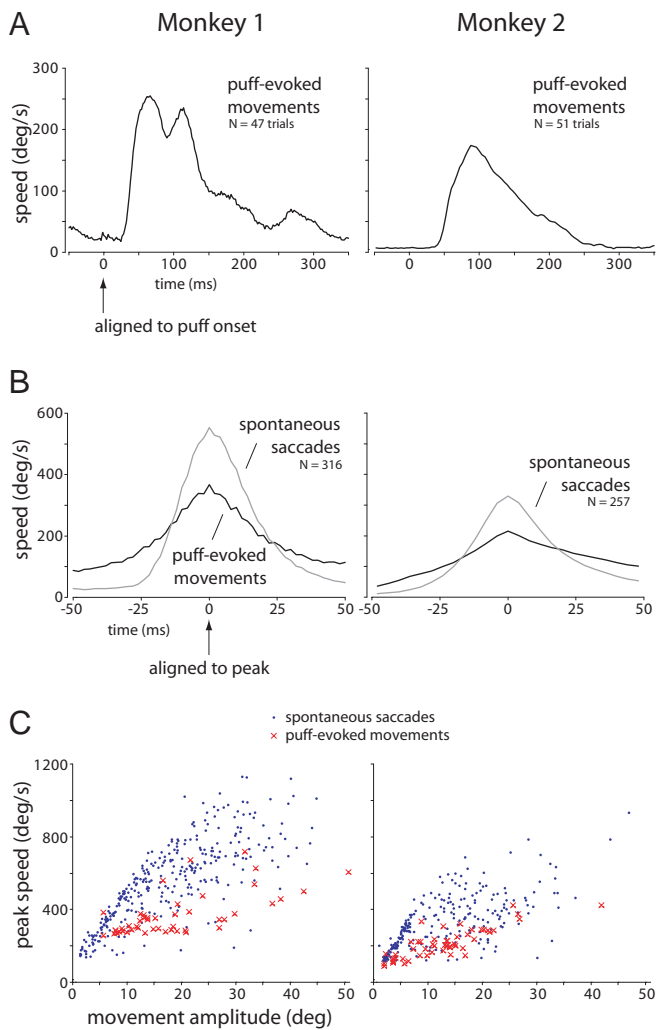 A
Monkey 1
Monkey 2
300
200
100
0
speed (deg/s)
puff-evoked
movements
N = 47 trials
puff-evoked
movements
N = 51 trials
0
100
200
300
0
100
200
300
time (ms)
aligned to puff onset
B
600
400
200
0
speed (deg/s)
spontaneous
saccades
N = 316
puff-evoked
movements
spontaneous
saccades
N = 257
-50
-25
0
25
50
-50
-25
0
25
50
time (ms)
aligned to peak
C
spontaneous saccades
puff-evoked movements
1200
800
400
0
peak speed (deg/s)
0
10
20
30
40
50
0
10
20
30
40
50
movement amplitude (deg)